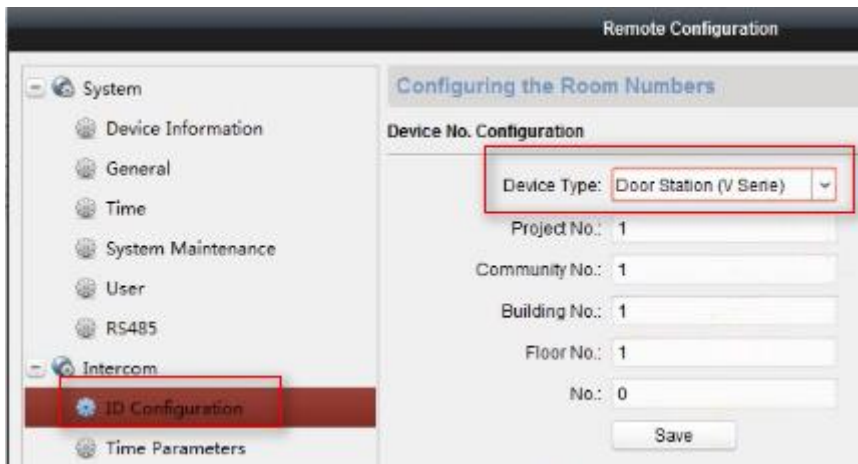 Remote Configuration
System
Device Information
General
Time
System Maintenance
User
RS485
Intercom
ID Configuration
Time Parameters
Configuring the Room Numbers
Device No. Configuration
Device Type: Door Station (V Serie)
Project No.: 1
Community No.: 1
Building No.: 1
Floor No.: 1
No.: 0
Save